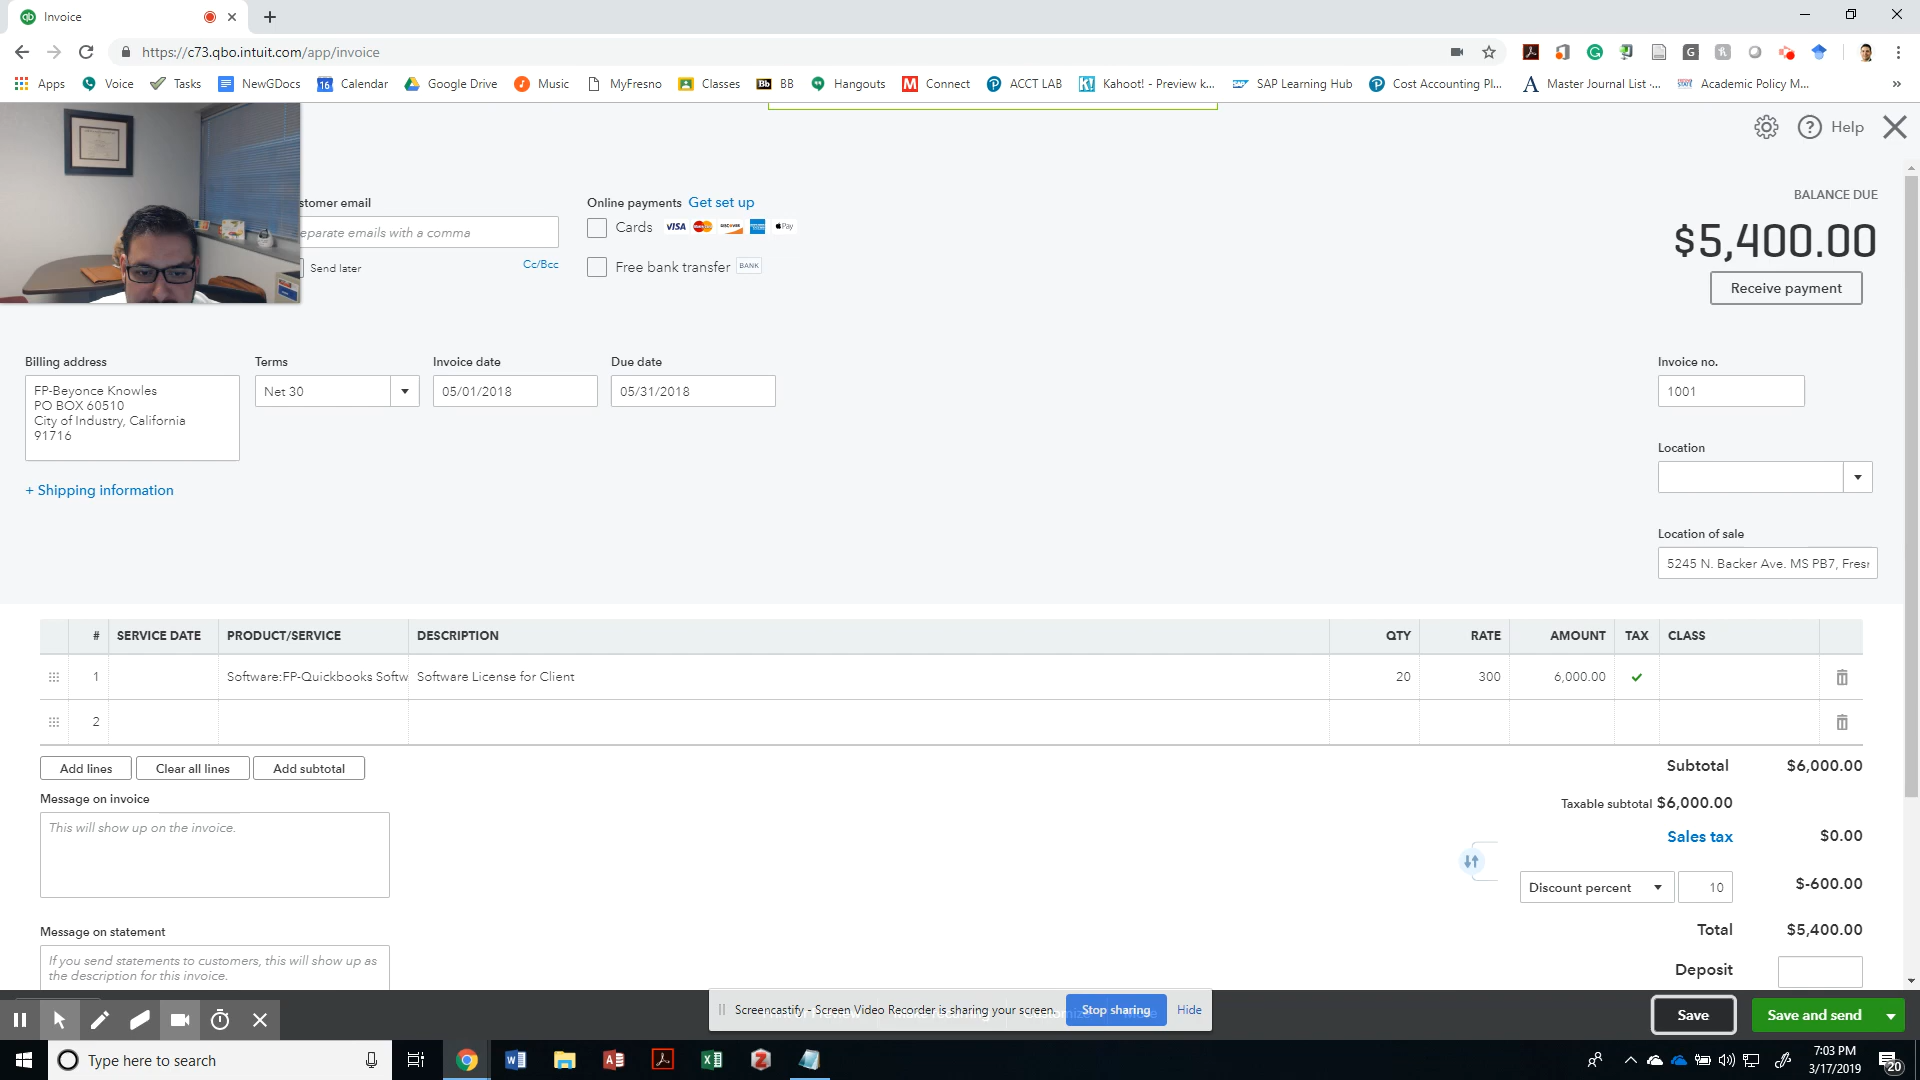 Invoice
https://c73.qbo.intuit.com/app/invoice
Apps Voice Tasks NewGDocs Calendar Google Drive Music MyFresno Classes BB Hangouts Connect ACCT LAB Kahoot! - Preview k... SAP Learning Hub Cost Accounting Pl... Master Journal List -... Academic Policy M... »
Help
BALANCE DUE
$5,400.00
Receive payment
stomer email
eparate emails with a comma
Send later
Cc/Bcc
Online payments Get set up
Cards VISA DISCOVER Pay
Free bank transfer BANK
Billing address
FP-Beyonce Knowles
PO BOX 60510
City of Industry, California
91716
+ Shipping information
Terms
Net 30
Invoice date
05/01/2018
Due date
05/31/2018
Invoice no.
1001
Location
Location of sale
5245 N. Backer Ave. MS PB7, Fresr
# SERVICE DATE PRODUCT/SERVICE DESCRIPTION QTY RATE AMOUNT TAX CLASS
1 Software:FP-Quickbooks Softw Software License for Client 20 300 6,000.00
2
Add lines Clear all lines Add subtotal
Subtotal $6,000.00
Taxable subtotal $6,000.00
Sales tax $0.00
Discount percent 10 $-600.00
Total $5,400.00
Deposit
Message on invoice
This will show up on the invoice.
Message on statement
If you send statements to customers, this will show up as
the description for this invoice.
Screencastify - Screen Video Recorder is sharing your screen. Stop sharing Hide
Save Save and send
Type here to search
7:03 PM
3/17/2019
20